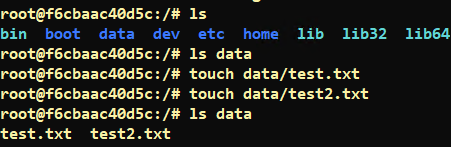 root@f6cbaac40d5c:/# ls
bin boot data dev etc home lib lib32 lib64
root@f6cbaac40d5c:/# ls data
root@f6cbaac40d5c:/# touch data/test.txt
root@f6cbaac40d5c:/# touch data/test2.txt
root@f6cbaac40d5c:/# ls data
test.txt test2.txt